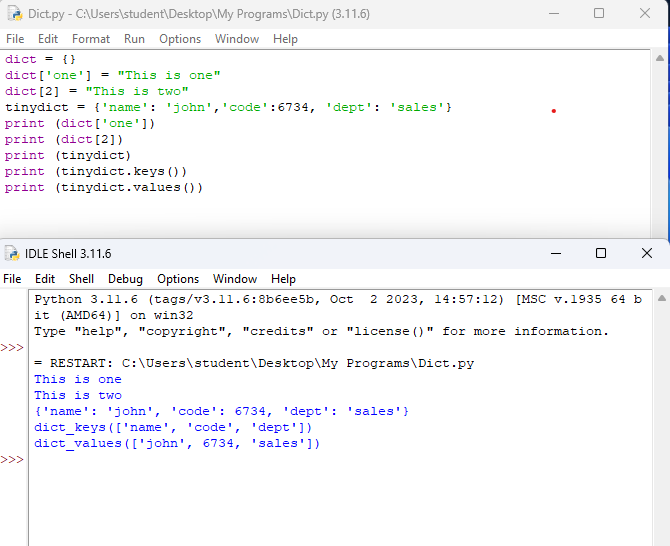 Dict.py - C:\Users\student\Desktop\My Programs\Dict.py (3.11.6)
File Edit Format Run Options Window Help
dict = {}
dict['one'] = "This is one"
dict[2] = "This is two"
tinydict = {'name': 'john','code':6734, 'dept': 'sales'}
print (dict['one'])
print (dict[2])
print (tinydict)
print (tinydict.keys())
print (tinydict.values())
IDLE Shell 3.11.6
File Edit Shell Debug Options Window Help
Python 3.11.6 (tags/v3.11.6:8b6ee5b, Oct  2 2023, 14:57:12) [MSC v.1935 64 b
it (AMD64)] on win32
Type "help", "copyright", "credits" or "license()" for more information.
>>>
= RESTART: C:\Users\student\Desktop\My Programs\Dict.py
This is one
This is two
{'name': 'john', 'code': 6734, 'dept': 'sales'}
dict_keys(['name', 'code', 'dept'])
dict_values(['john', 6734, 'sales'])
>>>